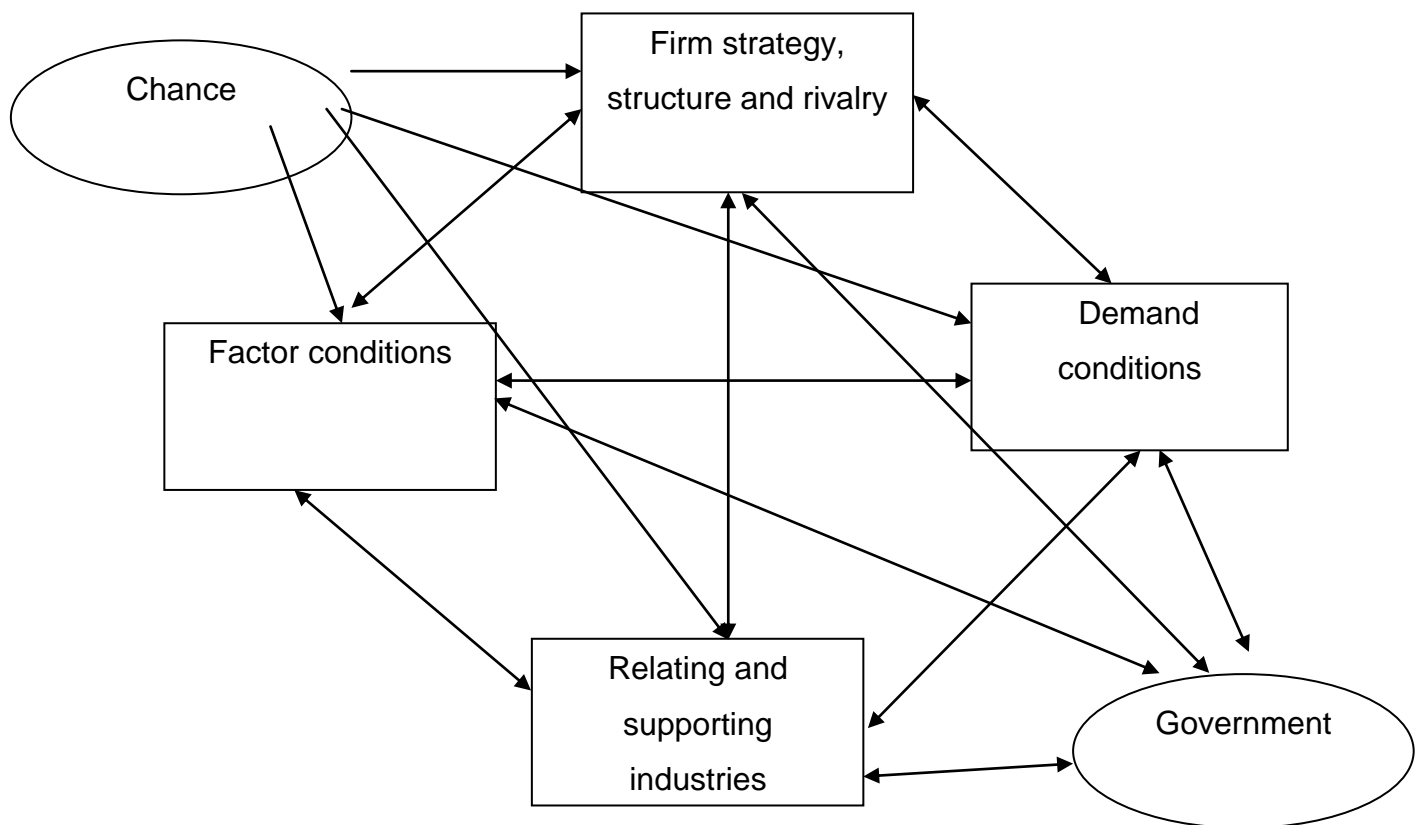 Chance
Firm strategy,
structure and rivalry
Factor conditions
Demand
conditions
Relating and
supporting
industries
Government